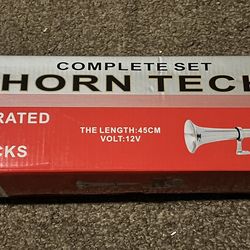 COMPLETE SET
HORN TECH
RATED
CKS
THE LENGTH:45CM
VOLT:12V